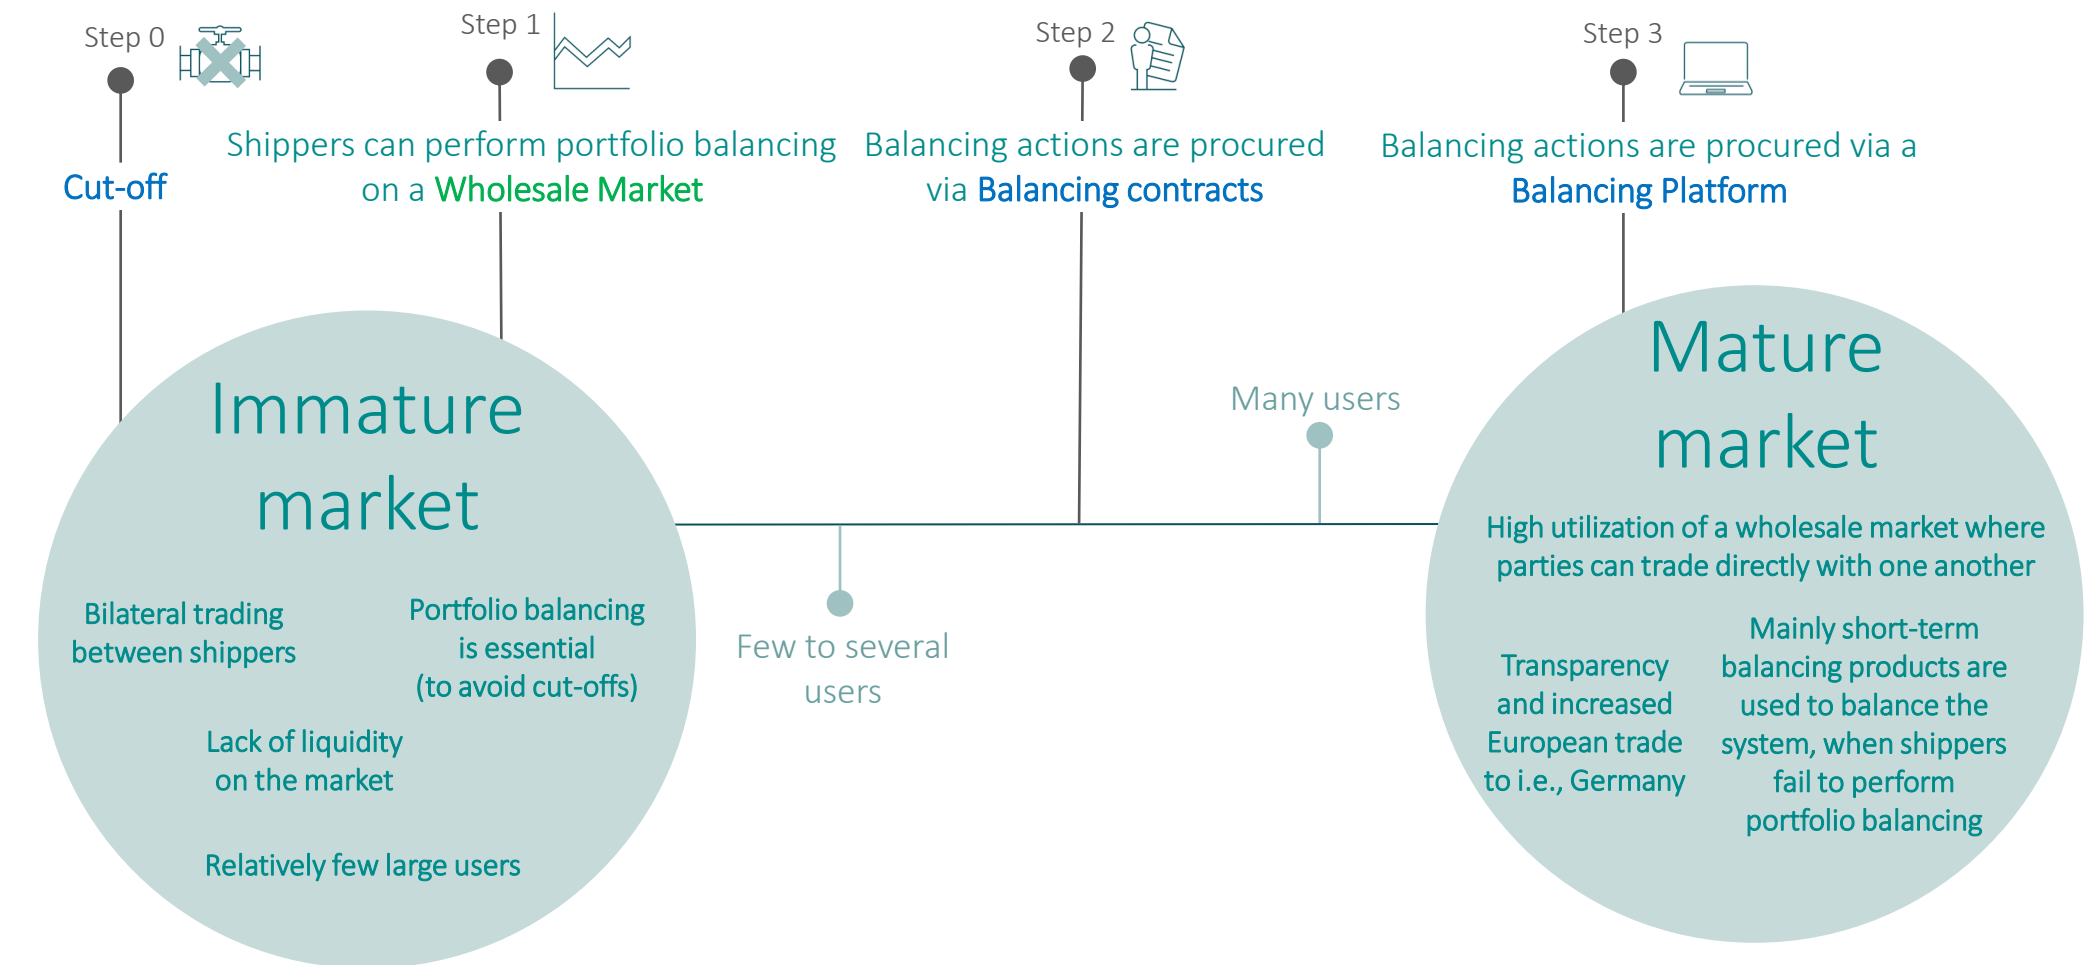 Step 0
Cut-off
Step 1
Shippers can perform portfolio balancing
on a Wholesale Market
Step 2
Balancing actions are procured
via Balancing contracts
Step 3
Balancing actions are procured via a
Balancing Platform
Immature
market
Bilateral trading
between shippers
Portfolio balancing
is essential
(to avoid cut-offs)
Lack of liquidity
on the market
Relatively few large users
Few to several
users
Many users
Mature
market
High utilization of a wholesale market where
parties can trade directly with one another
Transparency
and increased
European trade
to i.e., Germany
Mainly short-term
balancing products are
used to balance the
system, when shippers
fail to perform
portfolio balancing